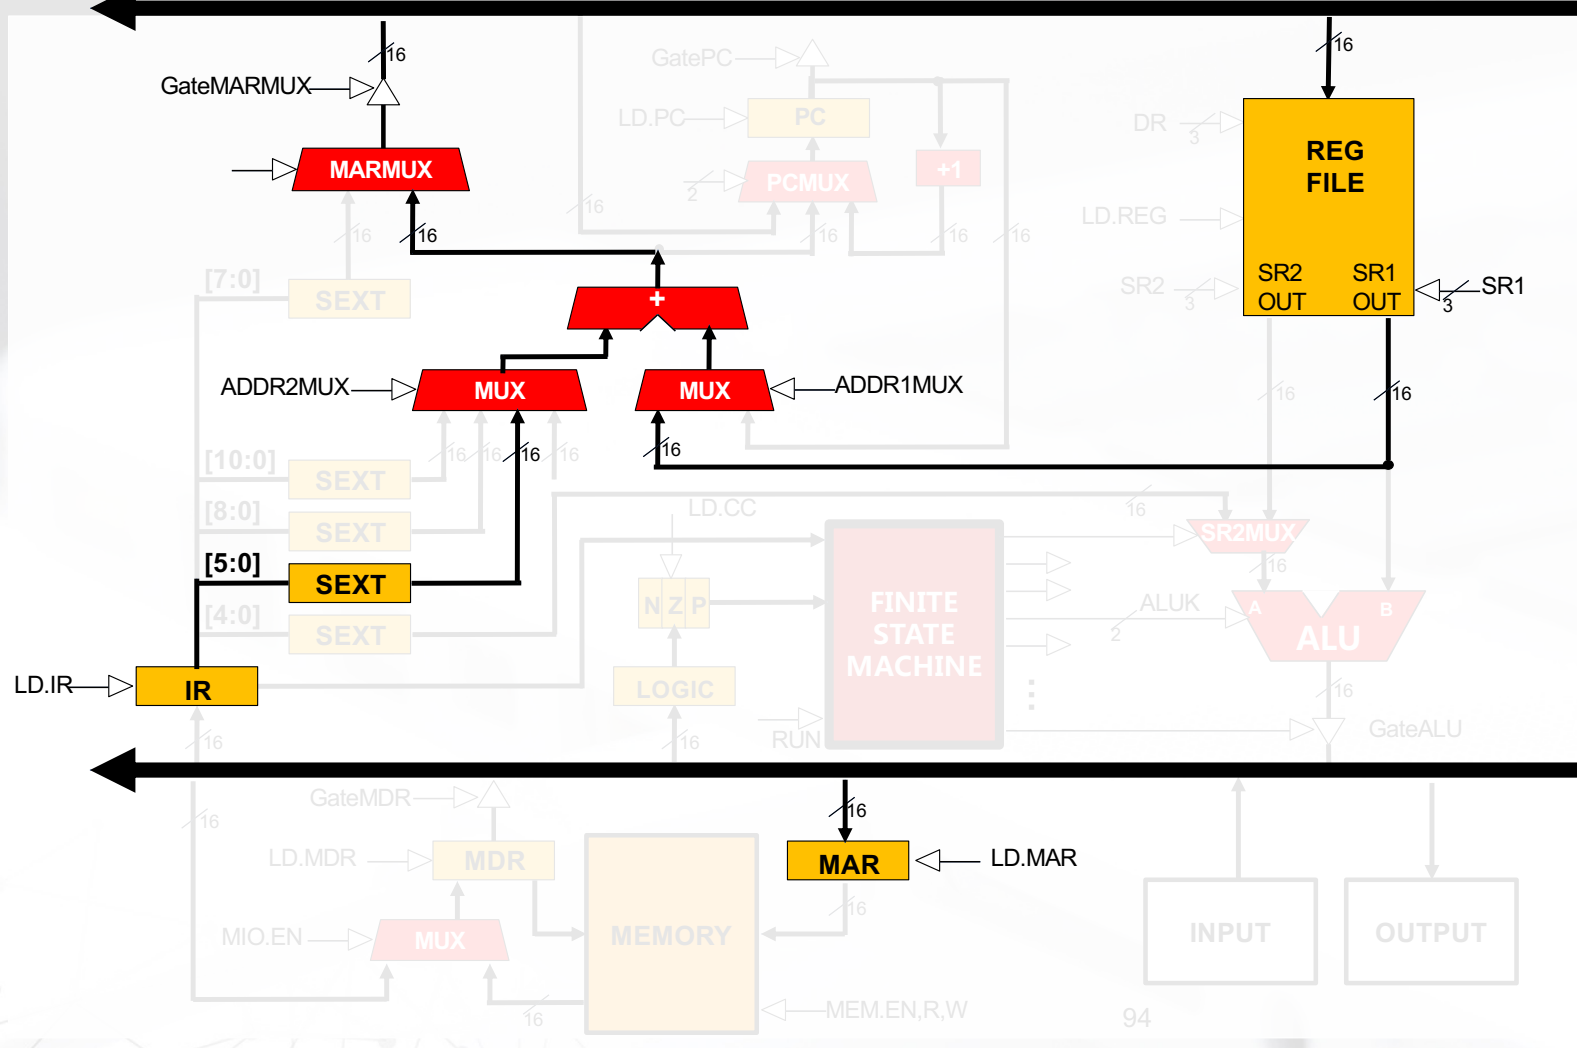 16
16
GatePC
GateMARMUX
LD.PC
PC
DR
3
REG
FILE
MARMUX
2
PCMUX
+1
16
LD.REG
16
16
16
16
16
[7:0]
SEXT
+
SR2
3
SR2
OUT
SR1
OUT
3
SR1
ADDR2MUX
MUX
MUX
ADDR1MUX
16
16
[10:0]
SEXT
16
16
16
16
16
[8:0]
SEXT
LD.CC
16
SR2MUX
[5:0]
SEXT
16
N Z P
FINITE
STATE
MACHINE
ALUK
2
A
B
ALU
[4:0]
SEXT
LD.IR
IR
LOGIC
16
16
16
RUN
GateALU
GateMDR
16
16
LD.MDR
MDR
MAR
LD.MAR
16
MIO.EN
MUX
MEMORY
INPUT
OUTPUT
16
MEM.EN,R,W
94